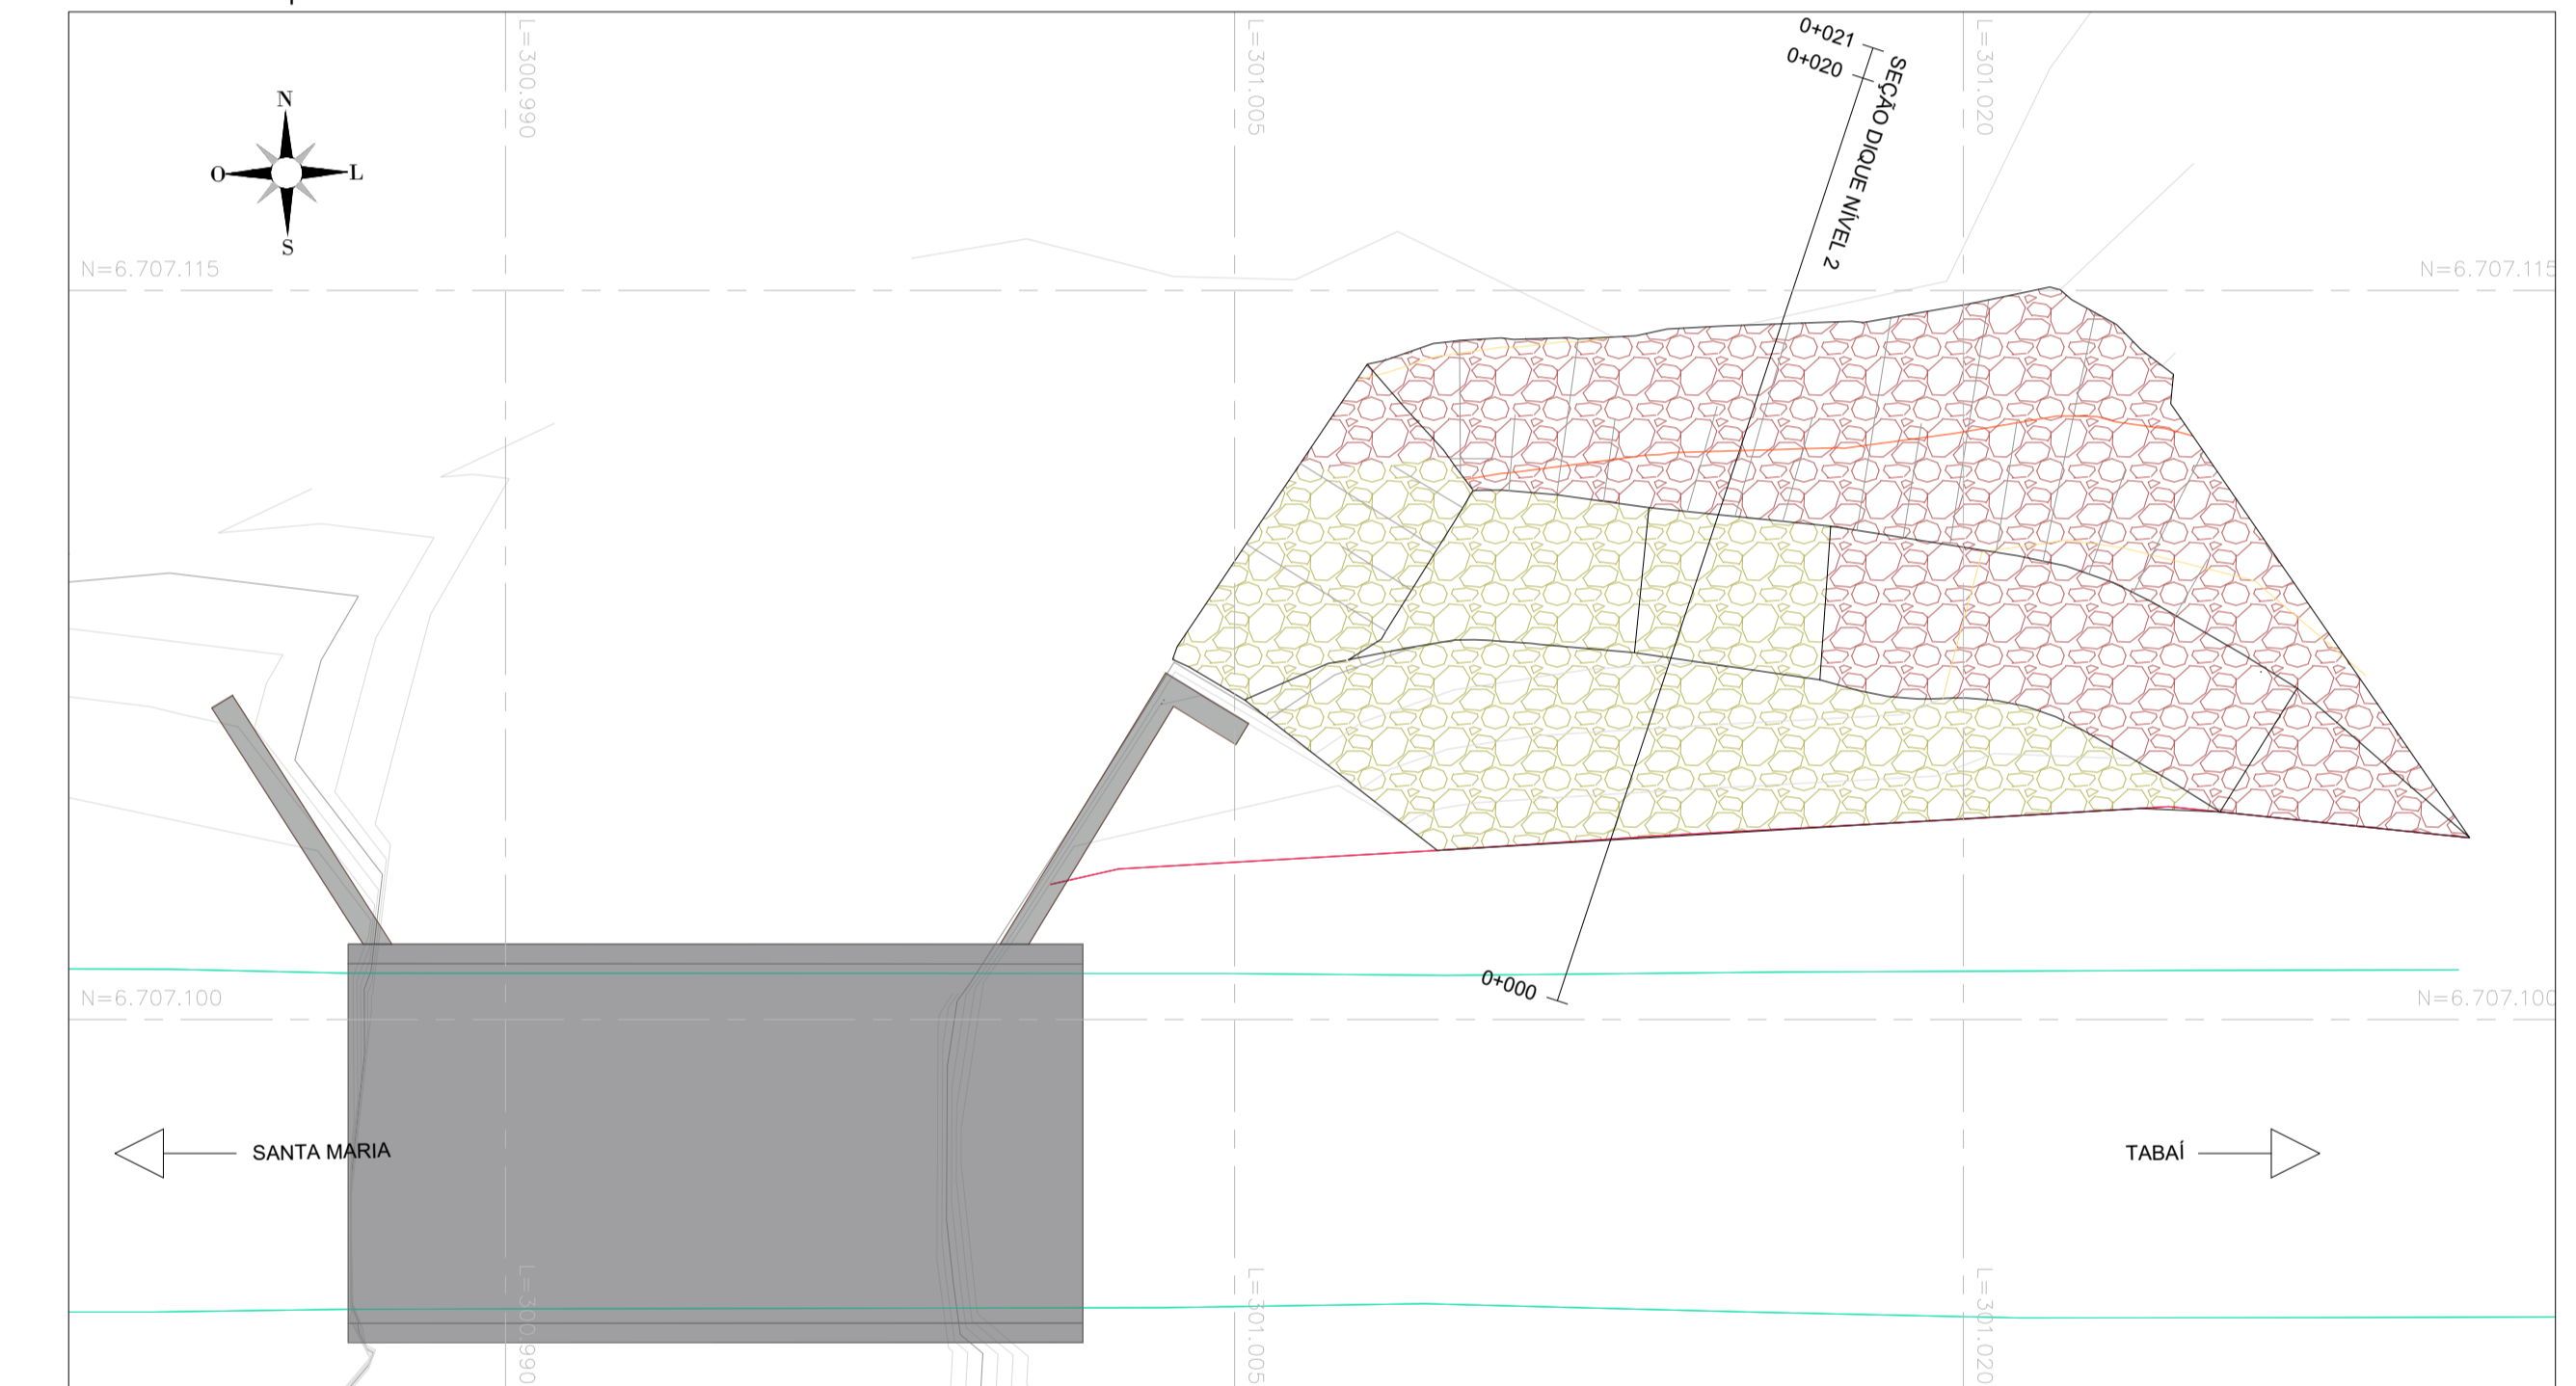 L=300.990
L=301.005
L=301.020
0+021
0+020
SEÇÃO DIQUE NÍVEL 2
N
O
L
S
N=6.707.115
N=6.707.115
0+000
N=6.707.100
N=6.707.100
SANTA MARIA
TABAÍ
L=300.990
L=301.005
L=301.020